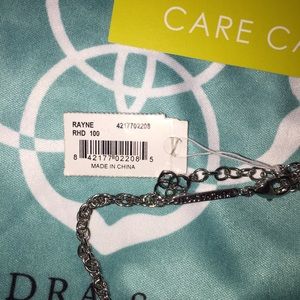 CARE CA
RAYNE 4217702208
RHD 100
8 42177 02208 5
MADE IN CHINA
DRA S